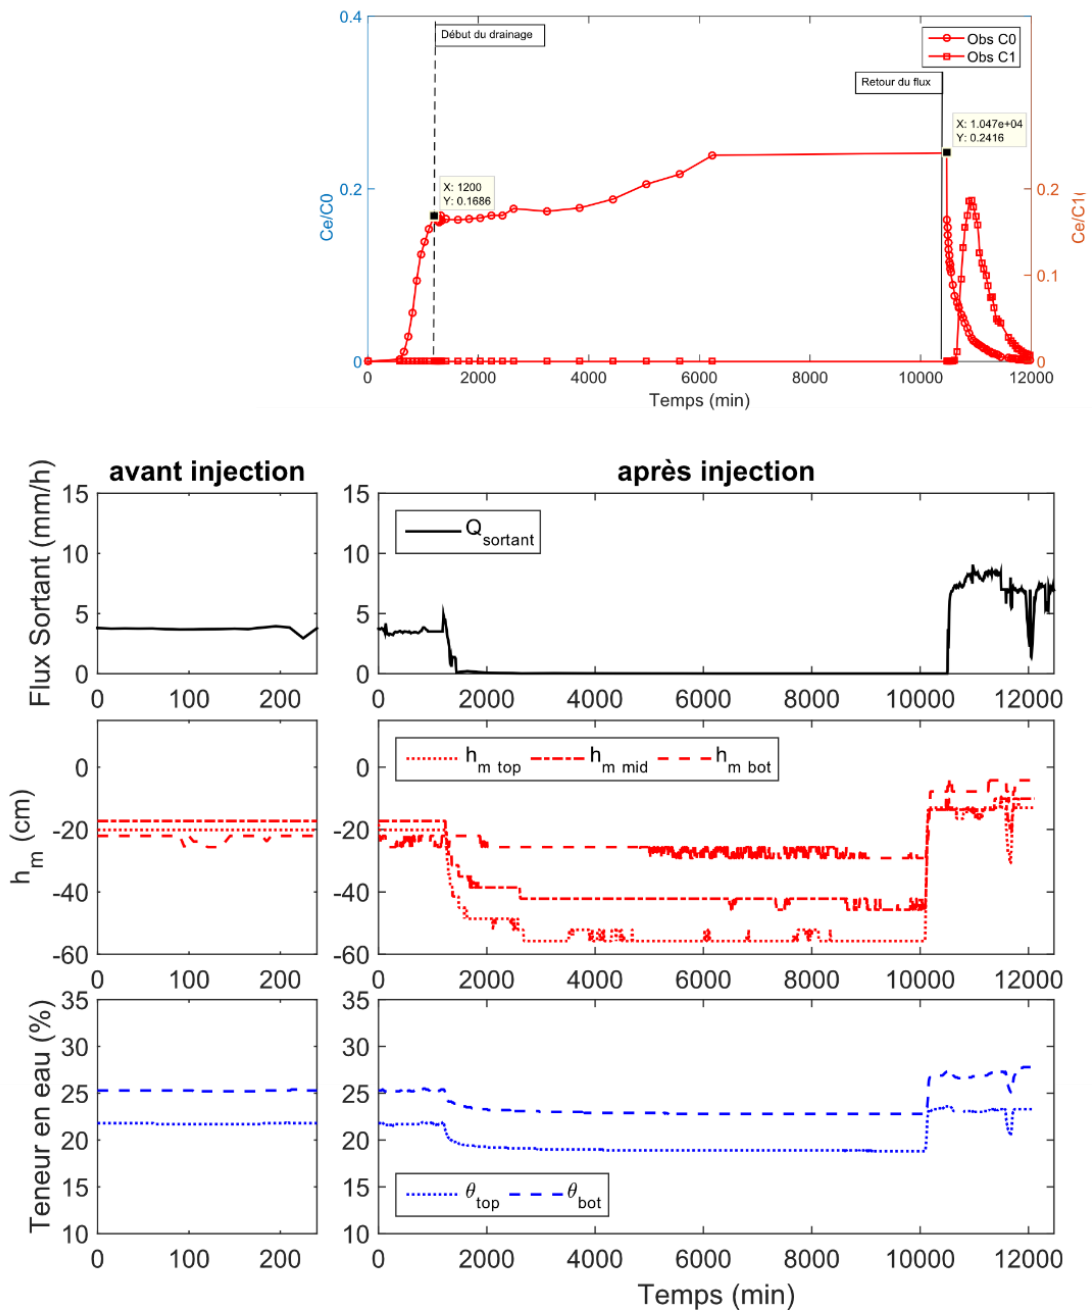 0.4
Début du drainage
Obs C0
Obs C1
Retour du flux
X: 1.047e+04
Y: 0.2416
X: 1200
Y: 0.1686
0.2
0.2
0.1
0
0
Ce/C0
Ce/C1(
0 2000 4000 6000 8000 10000 12000
Temps (min)
avant injection
après injection
Flux Sortant (mm/h)
15
10
5
0
15
10
5
0
Q sortant
0 100 200
0 2000 4000 6000 8000 10000 12000
h m (cm)
0
-20
-40
-60
0
-20
-40
-60
h m top h m mid h m bot
0 100 200
0 2000 4000 6000 8000 10000 12000
Teneur en eau (%)
35
30
25
20
15
10
35
30
25
20
15
10
θ top θ bot
0 100 200
0 2000 4000 6000 8000 10000 12000
Temps (min)